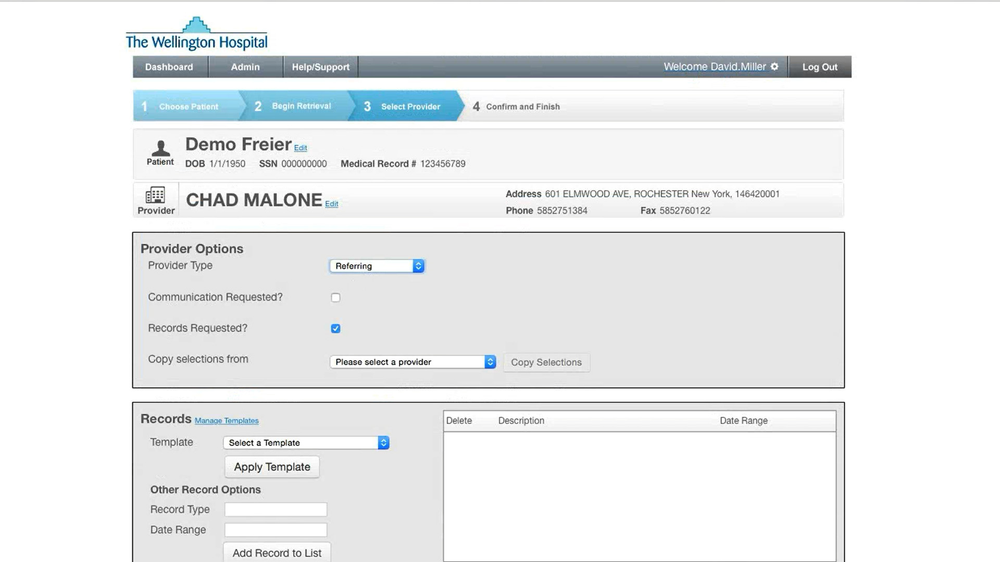 The Wellington Hospital
Dashboard Admin Help/Support Welcome David.Miller Log Out
1 Choose Patient 2 Begin Retrieval 3 Select Provider 4 Confirm and Finish
Demo Freier Edit
Patient
DOB 1/1/1950 SSN 000000000 Medical Record # 123456789
CHAD MALONE Edit
Provider
Address 601 ELMWOOD AVE, ROCHESTER New York, 146420001
Phone 5852751384 Fax 5852760122
Provider Options
Provider Type Referring
Communication Requested?
Records Requested?
Copy selections from Please select a provider Copy Selections
Records Manage Templates
Delete Description Date Range
Template Select a Template
Apply Template
Other Record Options
Record Type
Date Range
Add Record to List